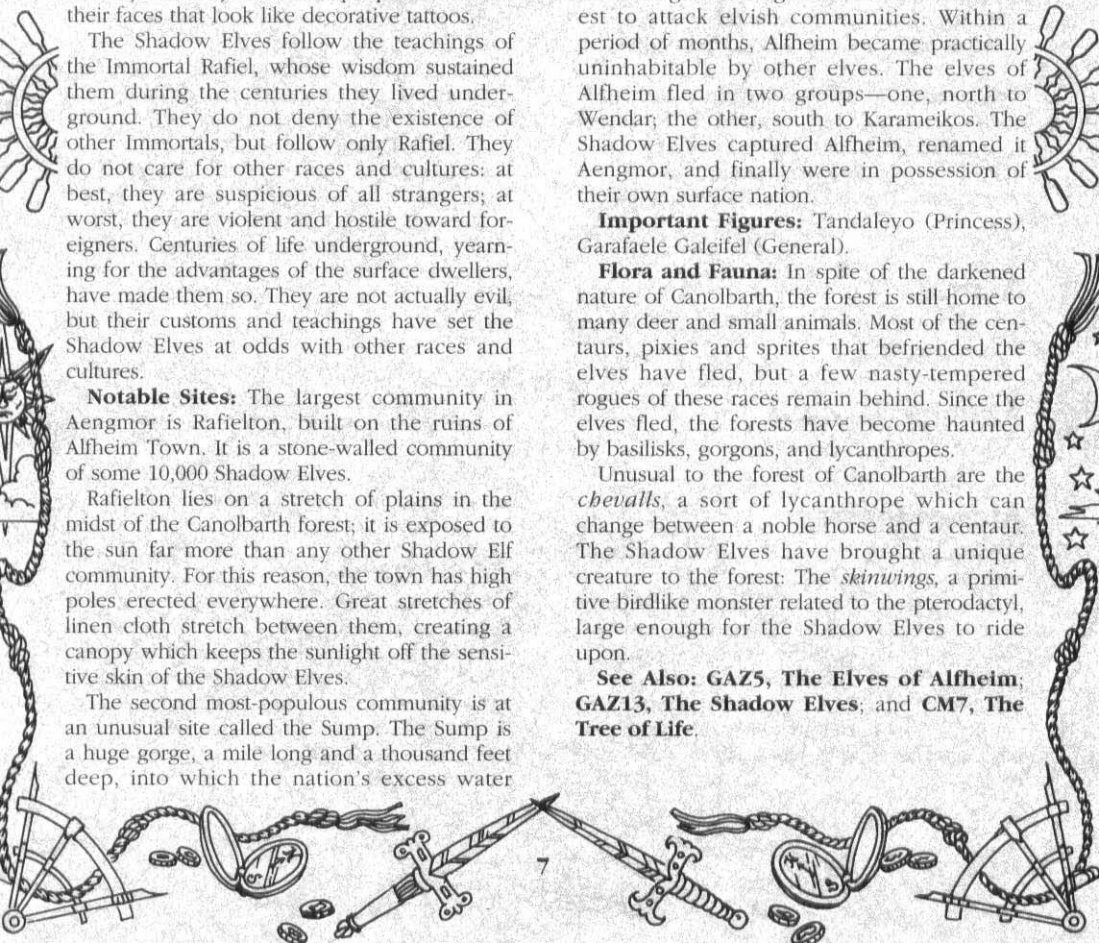 their faces that look like decorative tattoos.
The Shadow Elves follow the teachings of
the Immortal Rafiel, whose wisdom sustained
them during the centuries they lived under-
ground. They do not deny the existence of
other Immortals, but follow only Rafiel. They
do not care for other races and cultures: at
best, they are suspicious of all strangers; at
worst, they are violent and hostile toward for-
eigners. Centuries of life underground, yearn-
ing for the advantages of the surface dwellers,
have made them so. They are not actually evil,
but their customs and teachings have set the
Shadow Elves at odds with other races and
cultures.
Notable Sites: The largest community in
Aengmor is Rafielton, built on the ruins of
Alfheim Town. It is a stone-walled community
of some 10,000 Shadow Elves.
Rafielton lies on a stretch of plains in the
midst of the Canolbarth forest; it is exposed to
the sun far more than any other Shadow Elf
community. For this reason, the town has high
poles erected everywhere. Great stretches of
linen cloth stretch between them, creating a
canopy which keeps the sunlight off the sensi-
tive skin of the Shadow Elves.
The second most-populous community is at
an unusual site called the Sump. The Sump is
a huge gorge, a mile long and a thousand feet
deep, into which the nation's excess water
est to attack elvish communities. Within a
period of months, Alfheim became practically
uninhabitable by other elves. The elves of
Alfheim fled in two groups—one, north to
Wendar; the other, south to Karameikos. The
Shadow Elves captured Alfheim, renamed it
Aengmor, and finally were in possession of
their own surface nation.
Important Figures: Tandaleyo (Princess),
Garafaele Galeifel (General).
Flora and Fauna: In spite of the darkened
nature of Canolbarth, the forest is still home to
many deer and small animals. Most of the cen-
taurs, pixies and sprites that befriended the
elves have fled, but a few nasty-tempered
rogues of these races remain behind. Since the
elves fled, the forests have become haunted
by basilisks, gorgons, and lycanthropes.
Unusual to the forest of Canolbarth are the
chevalls, a sort of lycanthrope which can
change between a noble horse and a centaur.
The Shadow Elves have brought a unique
creature to the forest: The skinwings, a primi-
tive birdlike monster related to the pterodactyl,
large enough for the Shadow Elves to ride
upon.
See Also: GAZ5, The Elves of Alfheim;
GAZ13, The Shadow Elves; and CM7, The
Tree of Life.
7